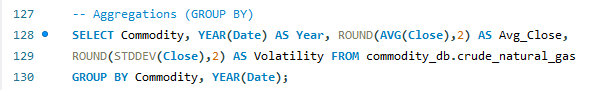 127 -- Aggregations (GROUP BY)
128 SELECT Commodity, YEAR(Date) AS Year, ROUND(AVG(Close),2) AS Avg_Close,
129 ROUND(STDDEV(Close),2) AS Volatility FROM commodity_db.crude_natural_gas
130 GROUP BY Commodity, YEAR(Date);